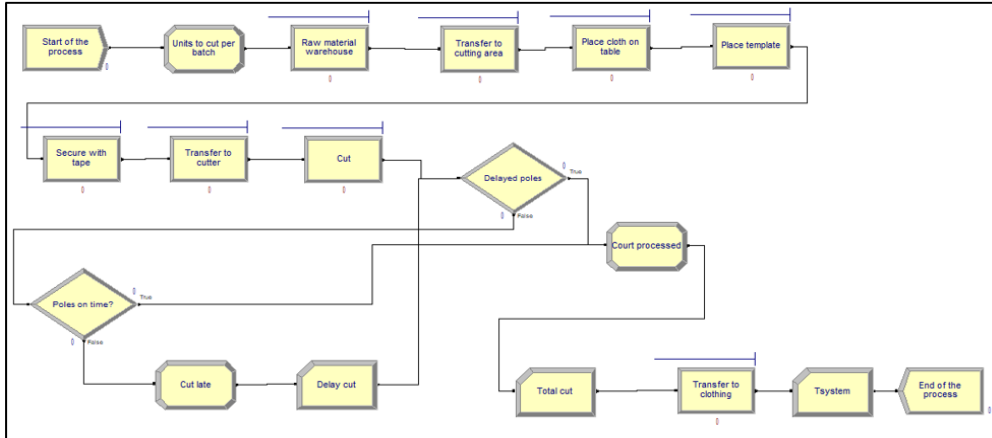 Start of the
process
Units to cut per
batch
Raw material
warehouse
Transfer to
cutting area
Place cloth on
table
Place template
0
0
0
0
0
Secure with
tape
Transfer to
cutter
Cut
Delayed poles
0
True
0
False
0
0
0
Court processed
Poles on time?
0
True
0
False
Cut late
Delay cut
Total cut
Transfer to
clothing
Tsystem
End of the
process
0
0